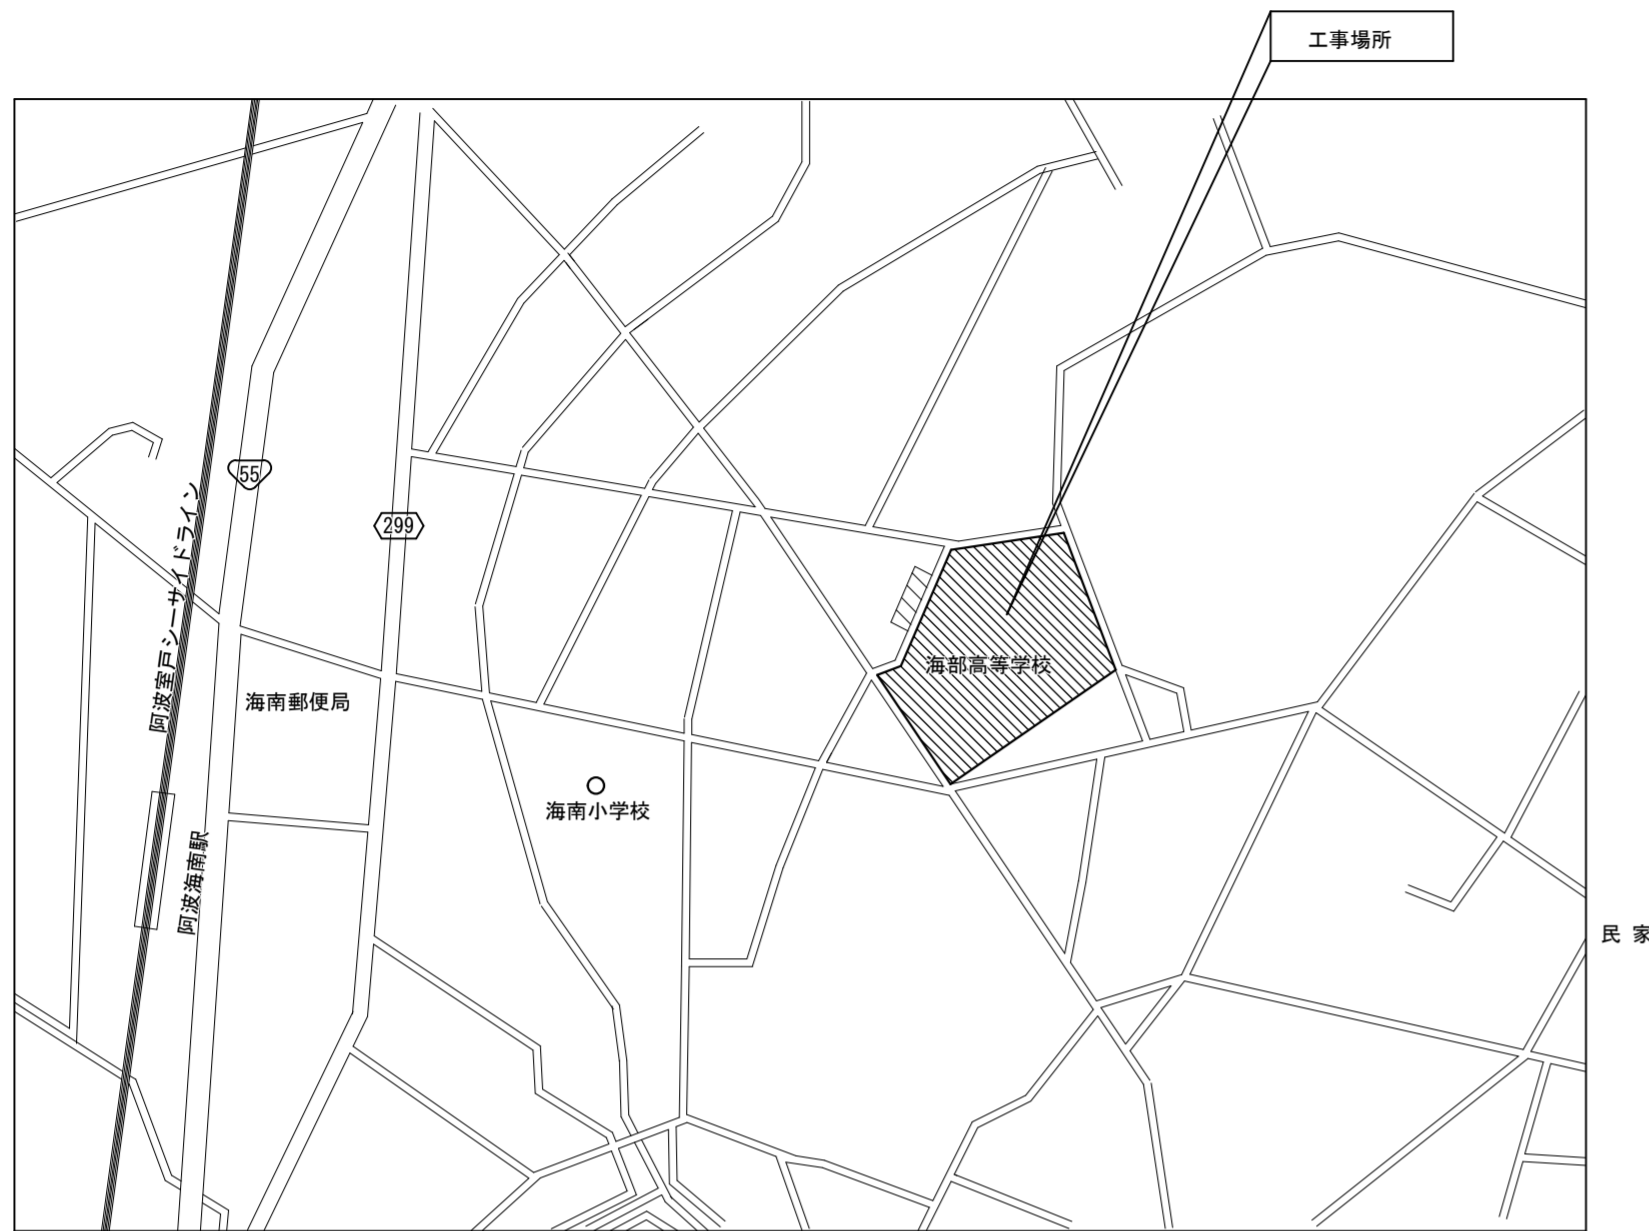 工事場所
55
299
阿波室戸シーサイドライン
海部高等学校
海南郵便局
海南小学校
阿波海南駅
民家